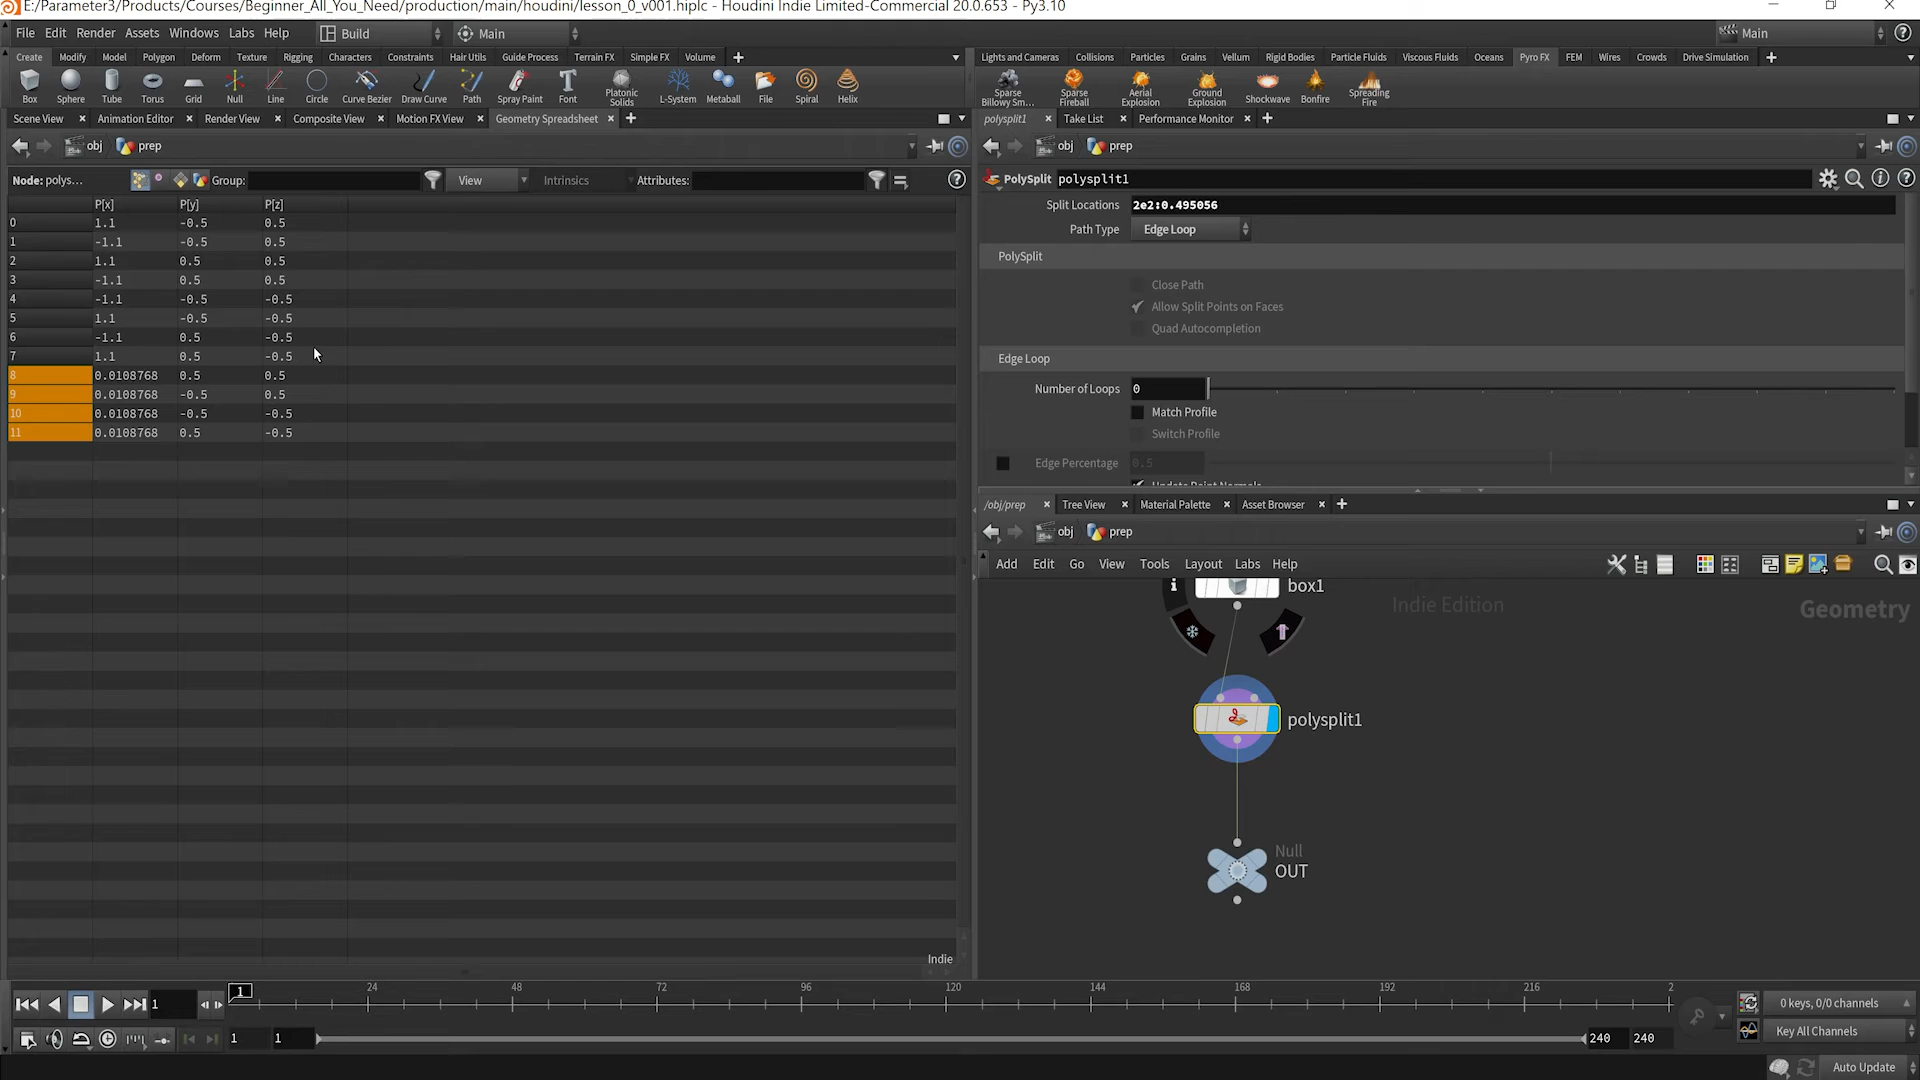 E:/Parameter3/Products/Courses/Beginner_All_You_Need/production/main/houdini/lesson_0_v001.hiplc - Houdini Indie Limited-Commercial 20.0.653 - Py3.10
File Edit Render Assets Windows Labs Help Build Main Main
Create Modify Model Polygon Deform Texture Rigging Characters Constraints Hair Utils Guide Process Terrain FX Simple FX Volume
Lights and Cameras Collisions Particles Grains Vellum Rigid Bodies Particle Fluids Viscous Fluids Oceans Pyro FX FEM Wires Crowds Drive Simulation
Box Sphere Tube Torus Grid Null Line Circle Curve Bezier Draw Curve Path Spray Paint Font Platonic Solids L-System Metaball File Spiral Helix
Sparse Billowy Sm... Sparse Fireball Aerial Explosion Ground Explosion Shockwave Bonfire Spreading Fire
Scene View Animation Editor Render View Composite View Motion FX View Geometry Spreadsheet
polysplit1 Take List Performance Monitor
obj prep
obj prep
Node: polys... Group: View Intrinsics Attributes:
PolySplit polysplit1
P[x] P[y] P[z]
0 1.1 -0.5 0.5
1 -1.1 -0.5 0.5
2 1.1 0.5 0.5
3 -1.1 0.5 0.5
4 -1.1 -0.5 -0.5
5 1.1 -0.5 -0.5
6 -1.1 0.5 -0.5
7 1.1 0.5 -0.5
8 0.0108768 0.5 0.5
9 0.0108768 -0.5 0.5
10 0.0108768 -0.5 -0.5
11 0.0108768 0.5 -0.5
Indie
Split Locations 2e2:0.495056
Path Type Edge Loop
PolySplit
Close Path
Allow Split Points on Faces
Quad Autocompletion
Edge Loop
Number of Loops 0
Match Profile
Switch Profile
Edge Percentage 0.5
Update Point Normals
/obj/prep Tree View Material Palette Asset Browser
obj prep
Add Edit Go View Tools Layout Labs Help
box1
Indie Edition
Geometry
polysplit1
Null
OUT
1 1 24 48 72 96 120 144 168 192 216 2
0 keys, 0/0 channels
1 1 240 240
Key All Channels
Auto Update